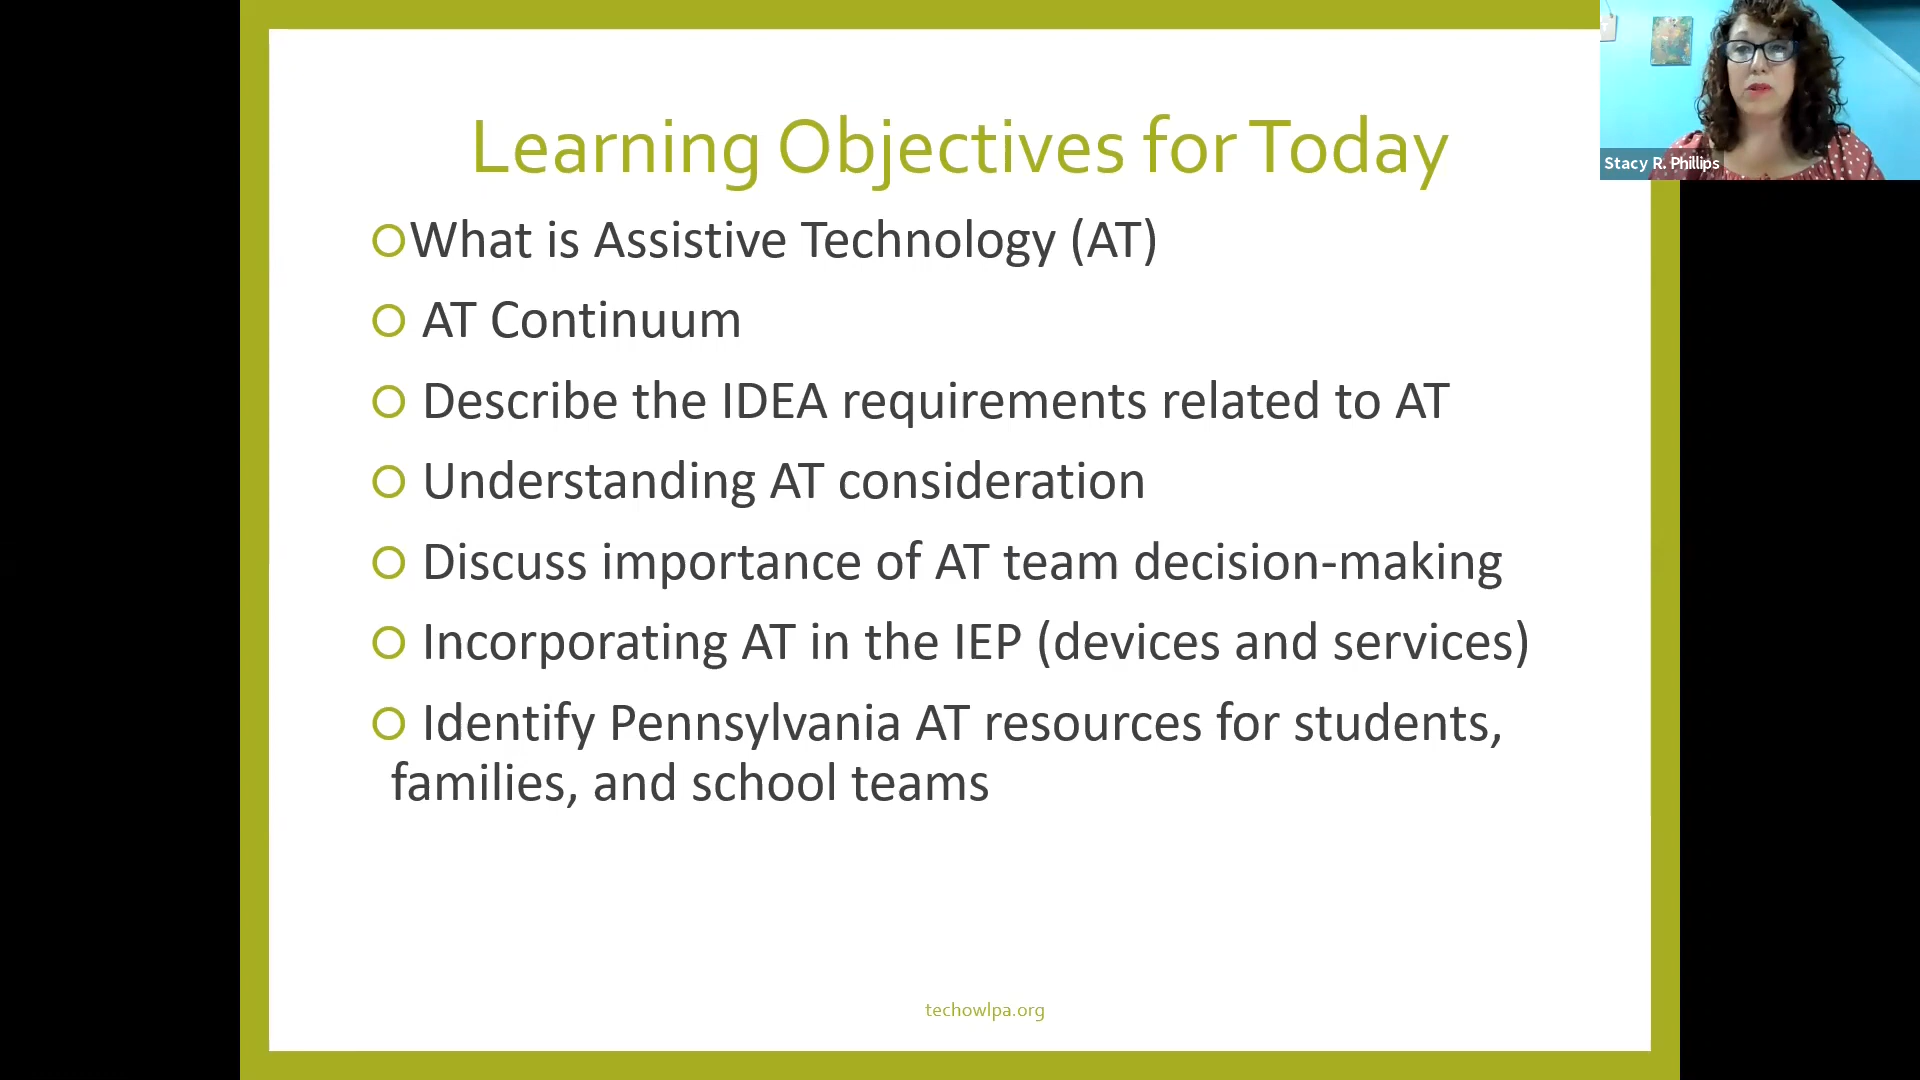 Learning Objectives for Today
What is Assistive Technology (AT)
AT Continuum
Describe the IDEA requirements related to AT
Understanding AT consideration
Discuss importance of AT team decision-making
Incorporating AT in the IEP (devices and services)
Identify Pennsylvania AT resources for students,
families, and school teams
techowlpa.org
Stacy R. Phillips